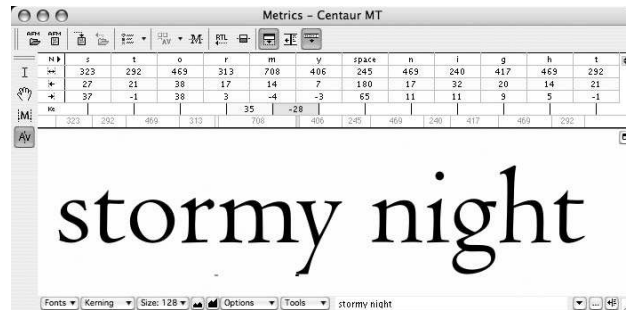 Metrics – Centaur MT
RTL
N s t o r m y space n i g h t
323 292 469 313 708 406 245 469 240 417 469 292
27 21 38 17 14 7 180 17 32 20 14 21
37 -1 38 3 -4 -3 65 11 11 9 5 -1
35 -28
323 292 469 313 708 406 245 469 240 417 469 292
stormy night
Fonts Kerning Size: 128 Options Tools stormy night